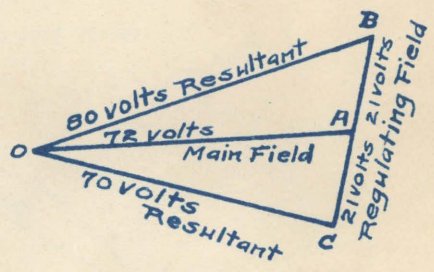 B
80 volts Resultant
21 volts
Regulating Field
A
72 volts
O
Main Field
70 volts
Resultant
21 volts
C